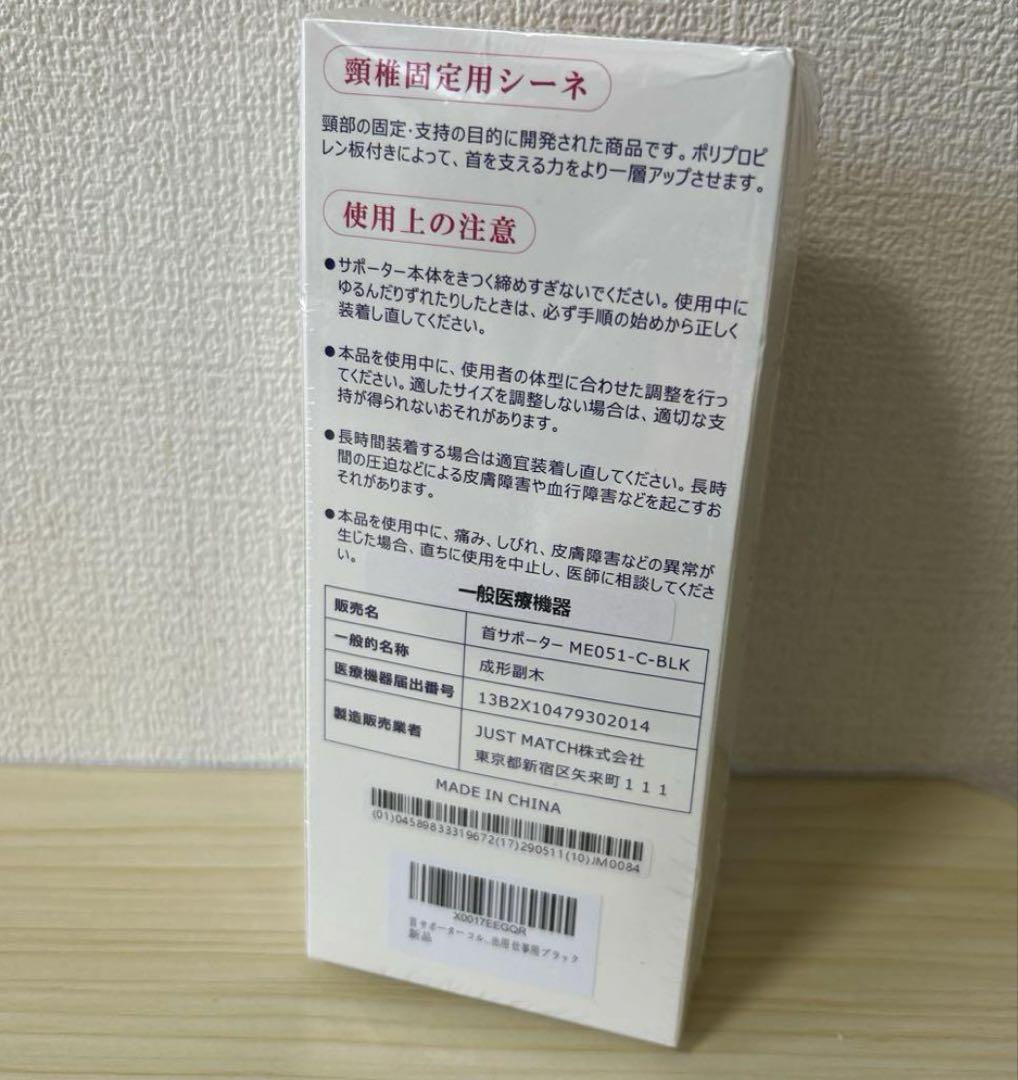 頸椎固定用シーネ
頸部の固定･支持の目的に開発された商品です。ポリプロピ
レン板付きによって、首を支える力をより一層アップさせます。
使用上の注意
●サポーター本体をきつく締めすぎないでください。使用中に
ゆるんだりずれたりしたときは、必ず手順の始めから正しく
装着し直してください。
●本品を使用中に、使用者の体型に合わせた調整を行っ
てください。適したサイズを調整しない場合は、適切な支
持が得られないおそれがあります。
●長時間装着する場合は適宜装着し直してください。長時
間の圧迫などによる皮膚障害や血行障害などを起こすお
それがあります。
●本品を使用中に、痛み、しびれ、皮膚障害などの異常が
生じた場合、直ちに使用を中止し、医師に相談してくださ
い。
一般医療機器
販売名 首サポーター ME051-C-BLK
一般的名称 成形副木
医療機器届出番号 13B2X10479302014
製造販売業者 JUST MATCH株式会社
東京都新宿区矢来町１１１
MADE IN CHINA
(01)04589833319672(17)290511(10)JM0084
X0017EEGQR
首サポーター コル...出用 仕事用 ブラック
新品